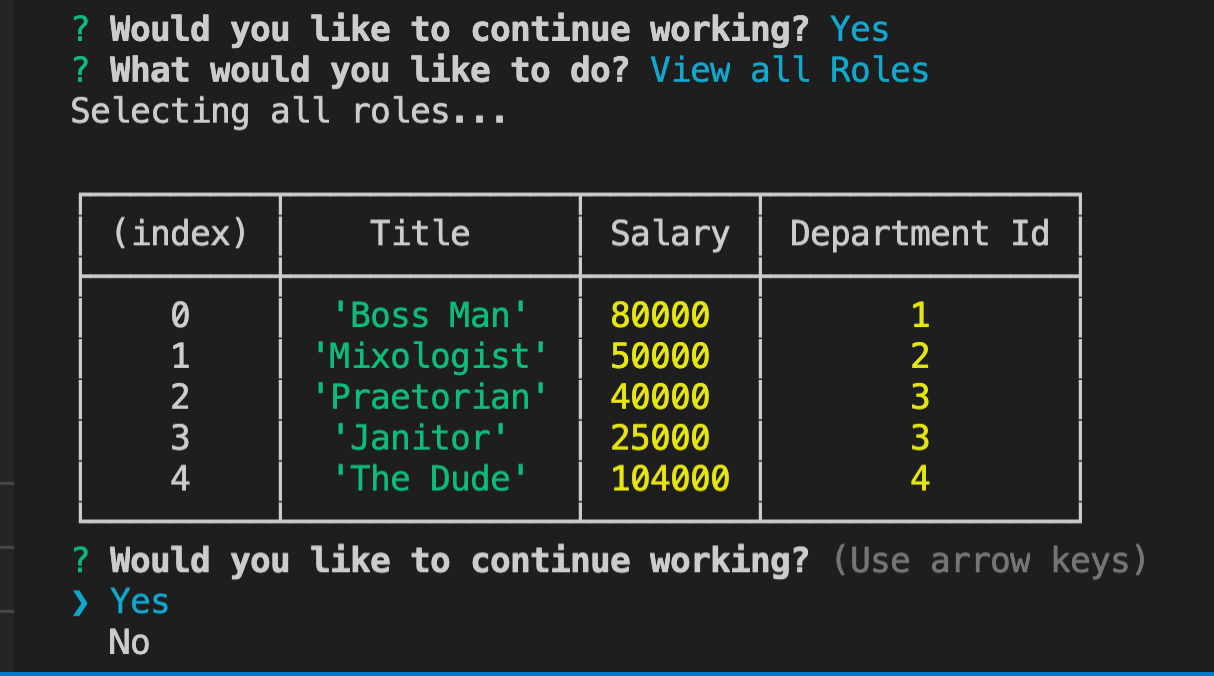 ? Would you like to continue working? Yes
? What would you like to do? View all Roles
Selecting all roles...
(index) Title Salary Department Id
0 'Boss Man' 80000 1
1 'Mixologist' 50000 2
2 'Praetorian' 40000 3
3 'Janitor' 25000 3
4 'The Dude' 104000 4
? Would you like to continue working? (Use arrow keys)
❯ Yes
No